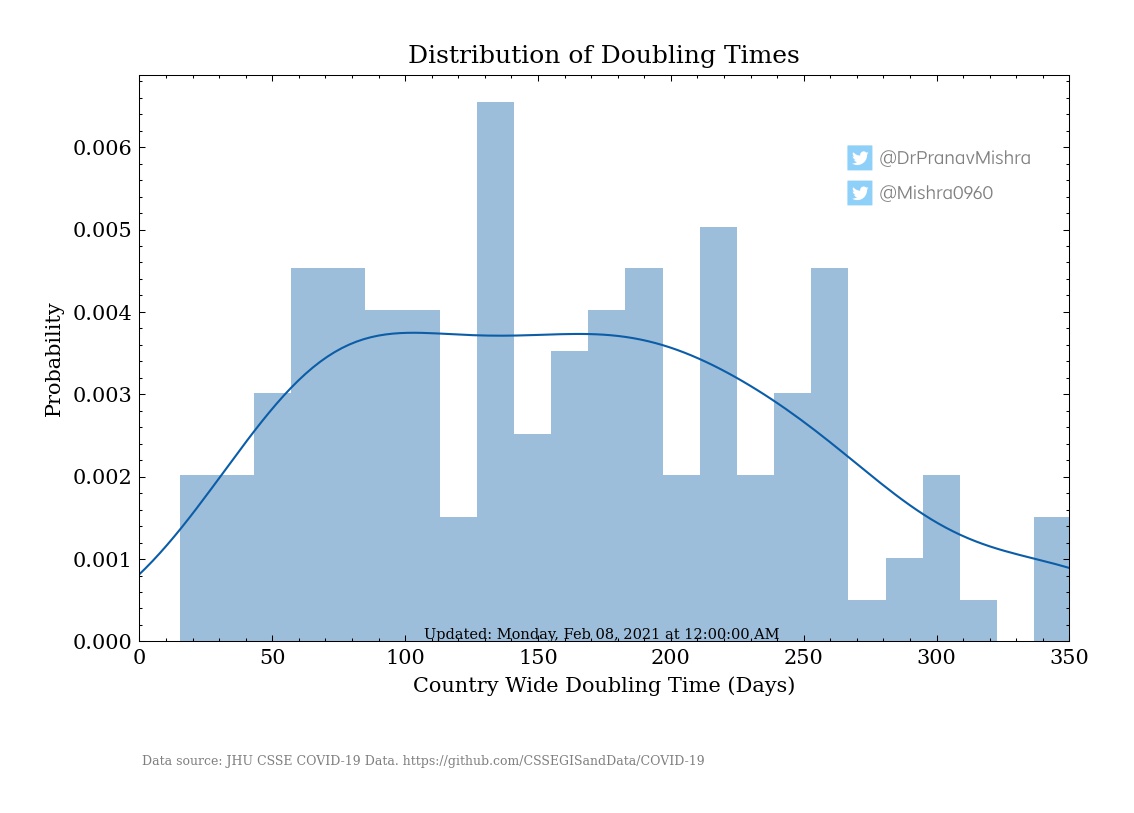 Distribution of Doubling Times
0.006
0.005
0.004
0.003
0.002
0.001
0.000
Probability
@DrPranavMishra
@Mishra0960
Updated: Monday, Feb 08, 2021 at 12:00:00 AM
0 50 100 150 200 250 300 350
Country Wide Doubling Time (Days)
Data source: JHU CSSE COVID-19 Data. https://github.com/CSSEGISandData/COVID-19